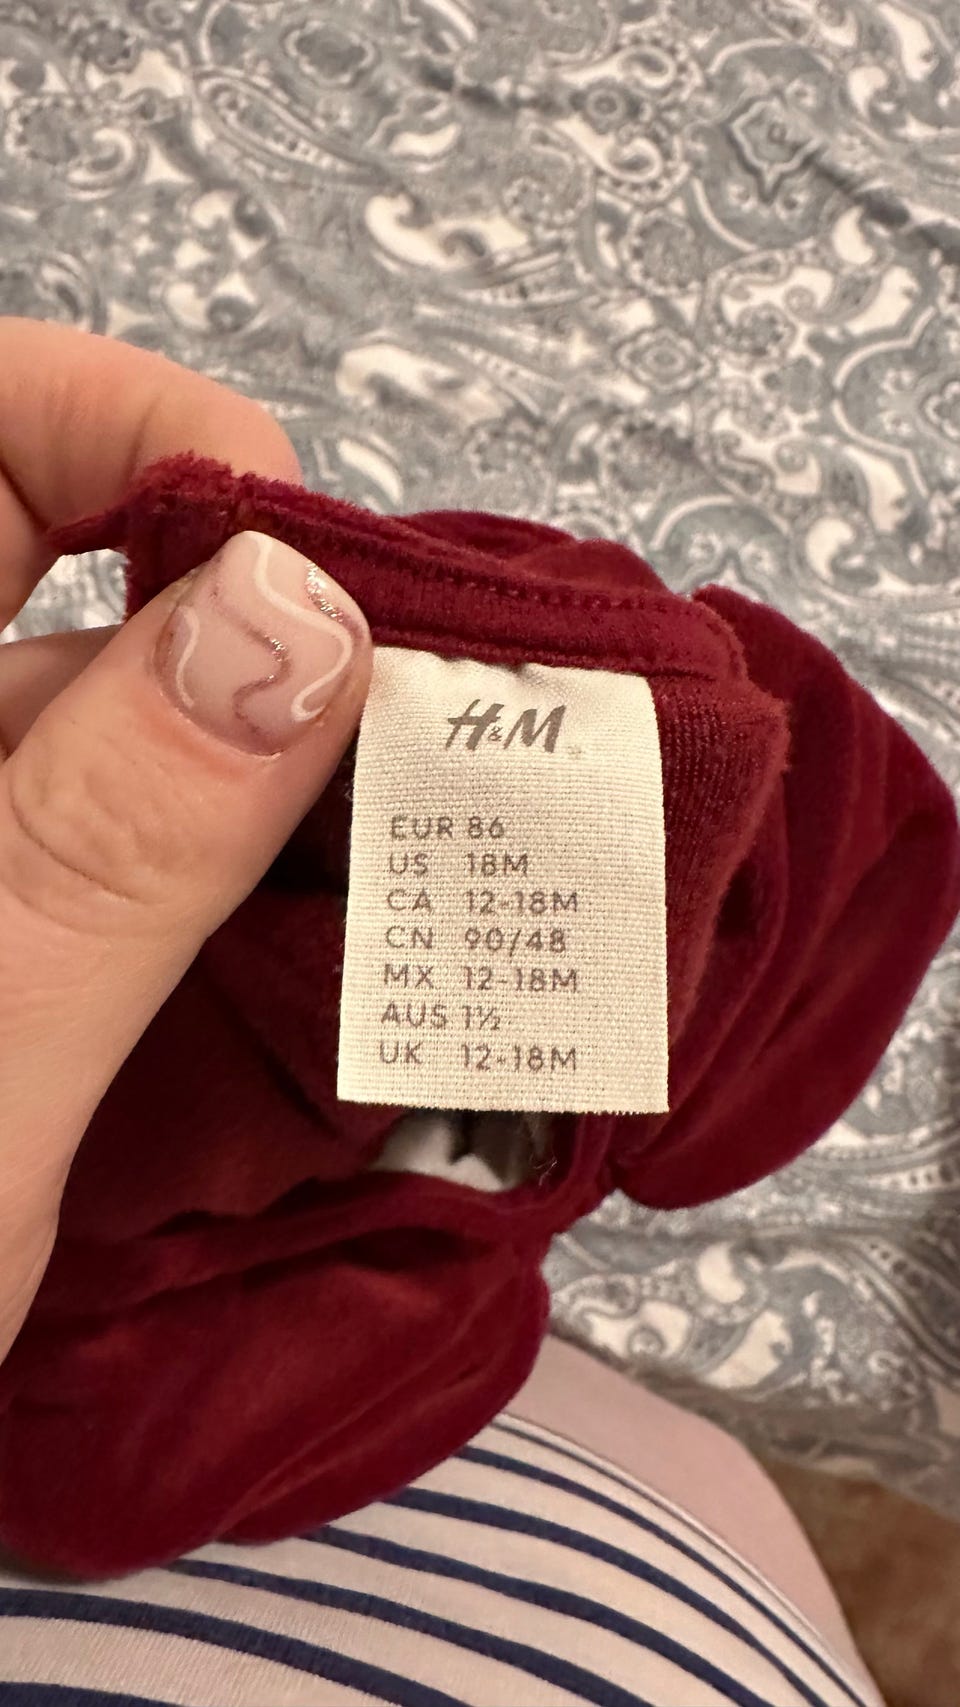 H&M
EUR 86
US 18M
CA 12-18M
CN 90/48
MX 12-18M
AUS 1½
UK 12-18M